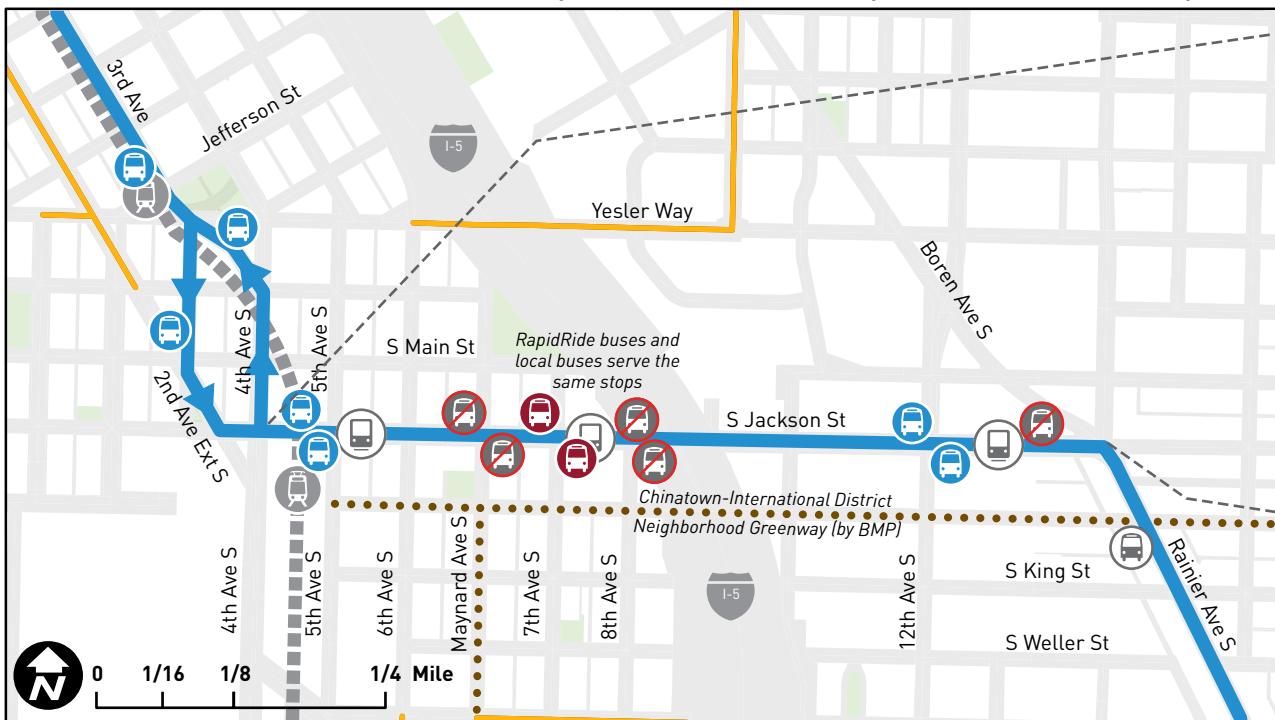 3rd Ave
Jefferson St
I-5
Yesler Way
Boren Ave S
4th Ave S
5th Ave S
S Main St
RapidRide buses and
local buses serve the
same stops
2nd Ave Ext S
S Jackson St
Chinatown-International District
Neighborhood Greenway (by BMP)
4th Ave S
5th Ave S
6th Ave S
Maynard Ave S
7th Ave S
8th Ave S
I-5
12th Ave S
S King St
Rainier Ave S
S Weller St
N
0 1/16 1/8 1/4 Mile